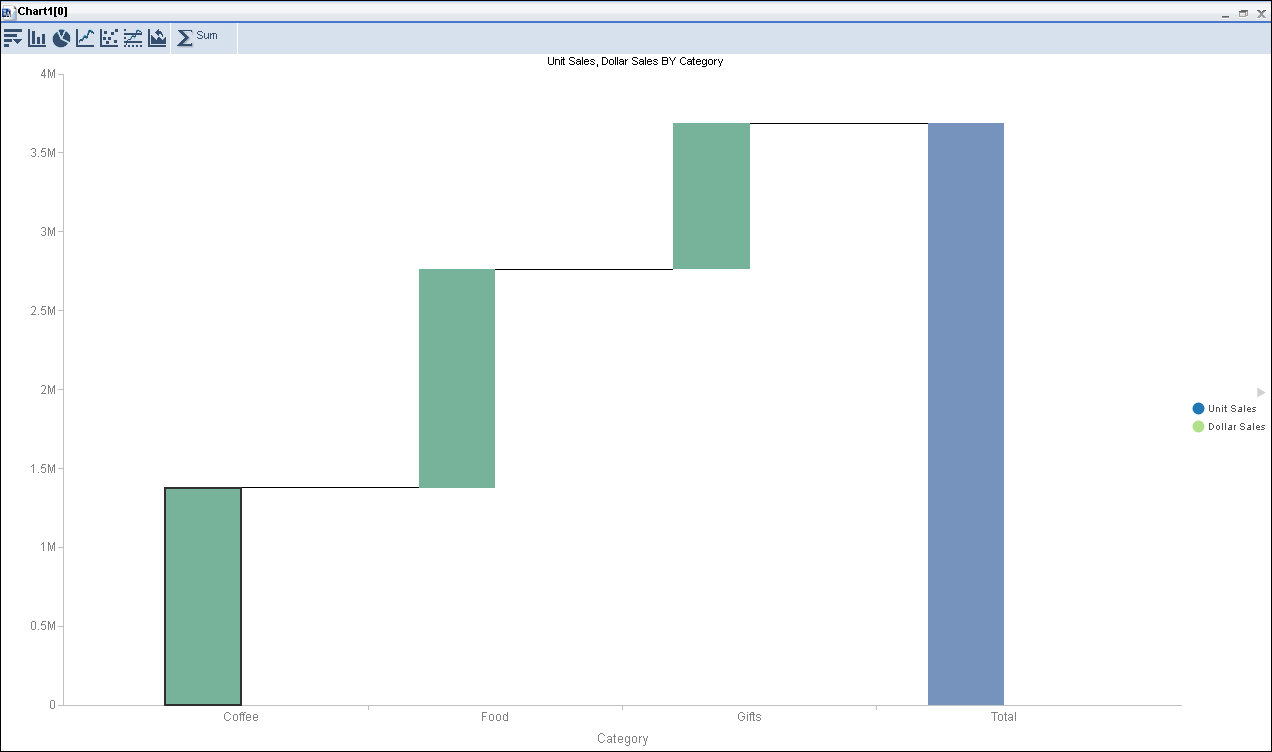 Chart1[0]
Sum
Unit Sales, Dollar Sales BY Category
4M
3.5M
3M
2.5M
2M
1.5M
1M
0.5M
0
Coffee
Food
Gifts
Total
Category
Unit Sales
Dollar Sales